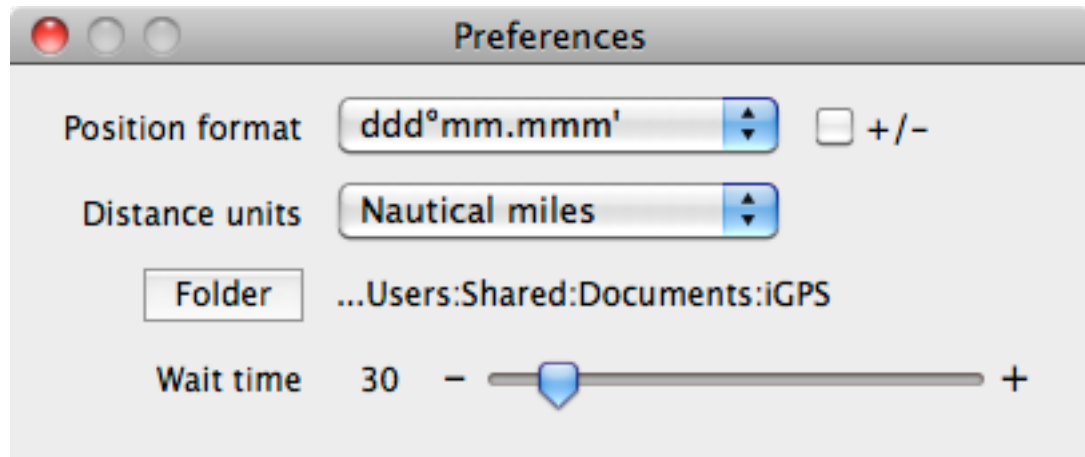 Preferences
Position format ddd°mm.mmm' +/-
Distance units Nautical miles
Folder ...Users:Shared:Documents:iGPS
Wait time 30 - +